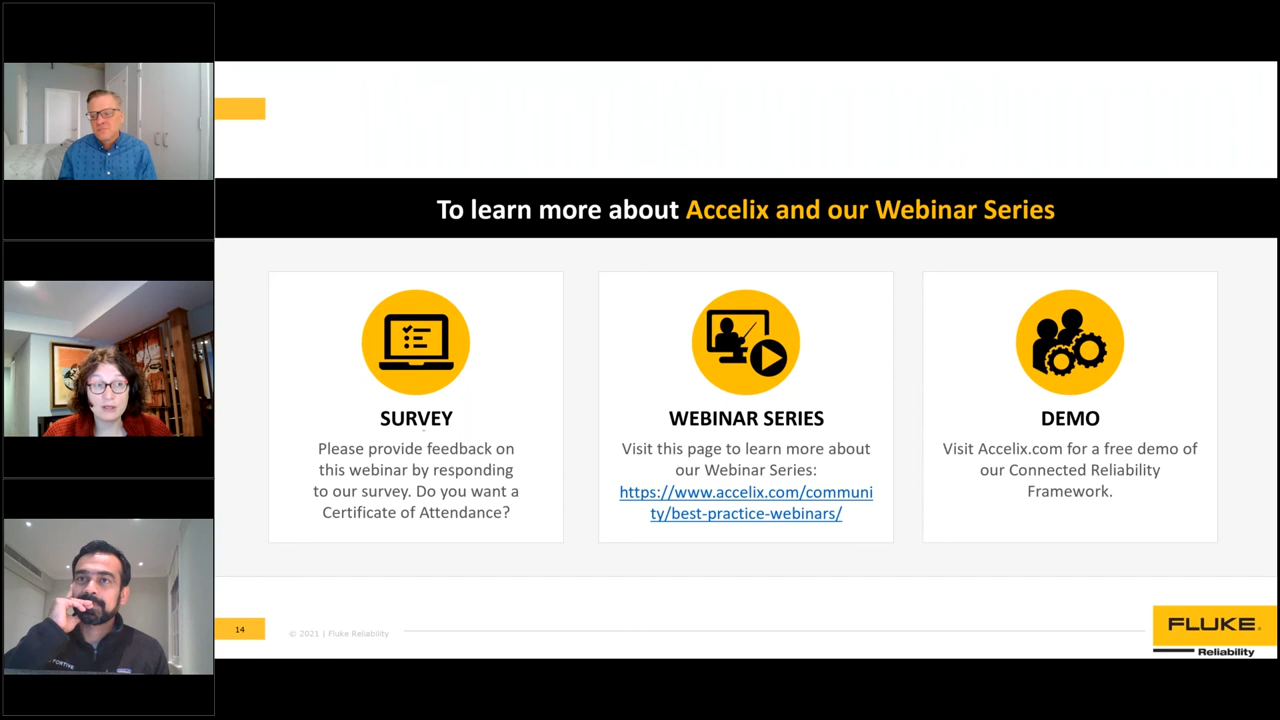 To learn more about Accelix and our Webinar Series
SURVEY
Please provide feedback on
this webinar by responding
to our survey. Do you want a
Certificate of Attendance?
WEBINAR SERIES
Visit this page to learn more about
our Webinar Series:
https://www.accelix.com/communi
ty/best-practice-webinars/
DEMO
Visit Accelix.com for a free demo of
our Connected Reliability
Framework.
14
© 2021 | Fluke Reliability
FLUKE®
Reliability
FORTIVE